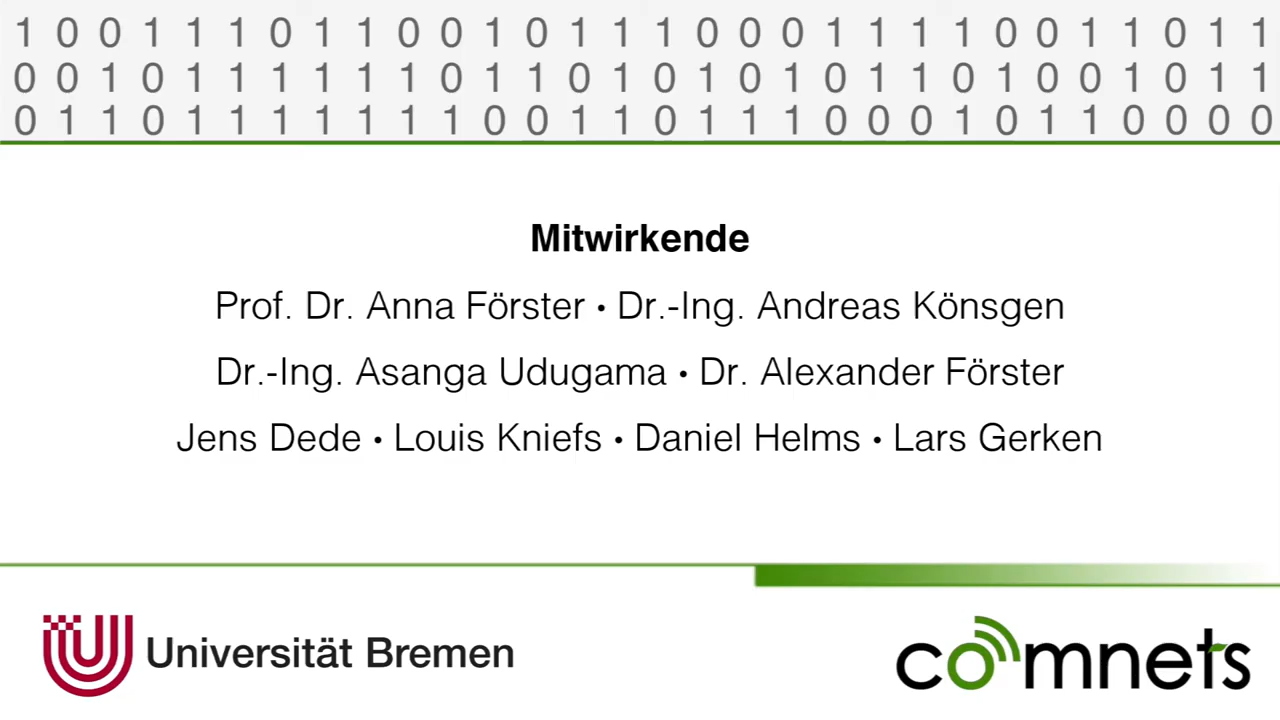 1 0 0 1 1 1 0 1 1 0 0 1 0 1 1 1 0 0 0 1 1 1 1 0 0 1 1 0 1 1
0 0 1 0 1 1 1 1 1 1 0 1 1 0 1 0 1 0 1 0 1 1 0 1 0 0 1 0 1 1
0 1 1 0 1 1 1 1 1 1 1 0 0 1 1 0 1 1 1 0 0 0 1 0 1 1 0 0 0 0
Mitwirkende
Prof. Dr. Anna Förster • Dr.-Ing. Andreas Könsgen
Dr.-Ing. Asanga Udugama • Dr. Alexander Förster
Jens Dede • Louis Kniefs • Daniel Helms • Lars Gerken
Universität Bremen
comnets